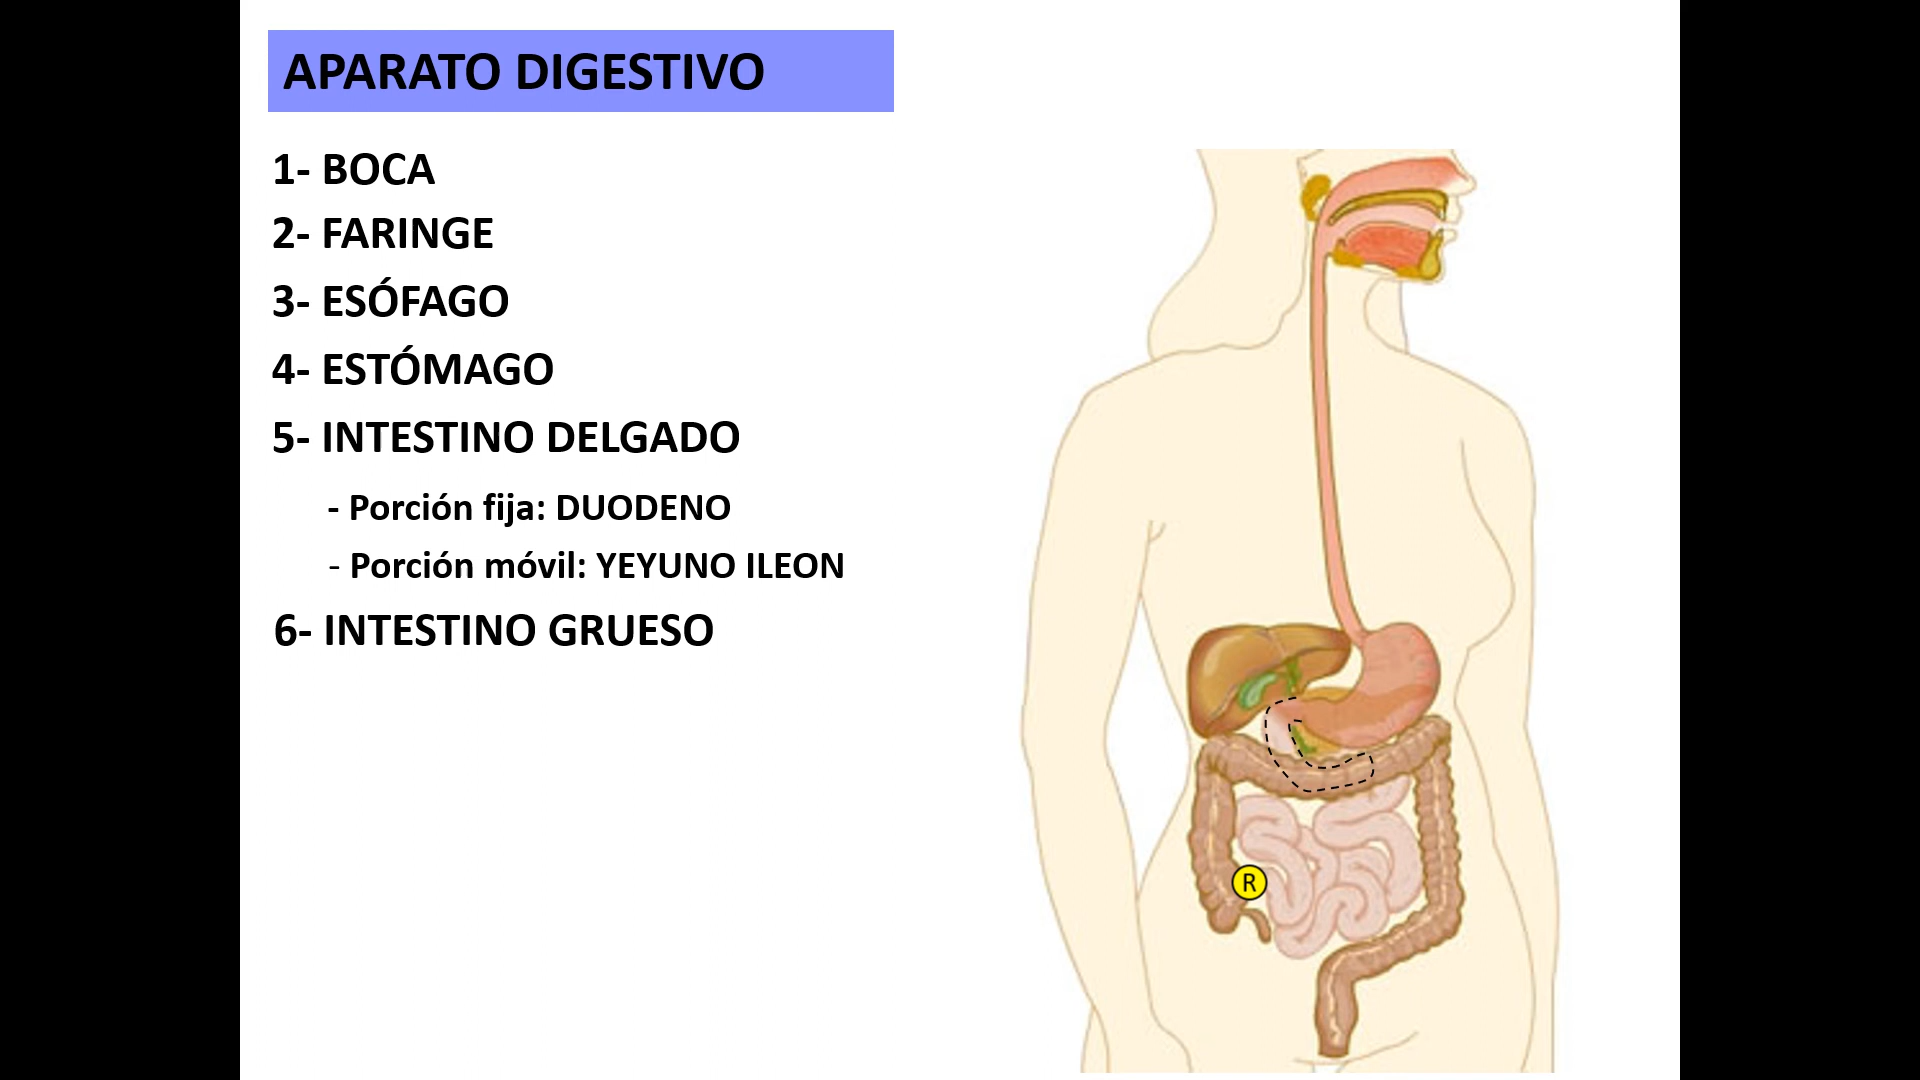 APARATO DIGESTIVO
1- BOCA
2- FARINGE
3- ESÓFAGO
4- ESTÓMAGO
5- INTESTINO DELGADO
- Porción fija: DUODENO
- Porción móvil: YEYUNO ILEON
6- INTESTINO GRUESO
R